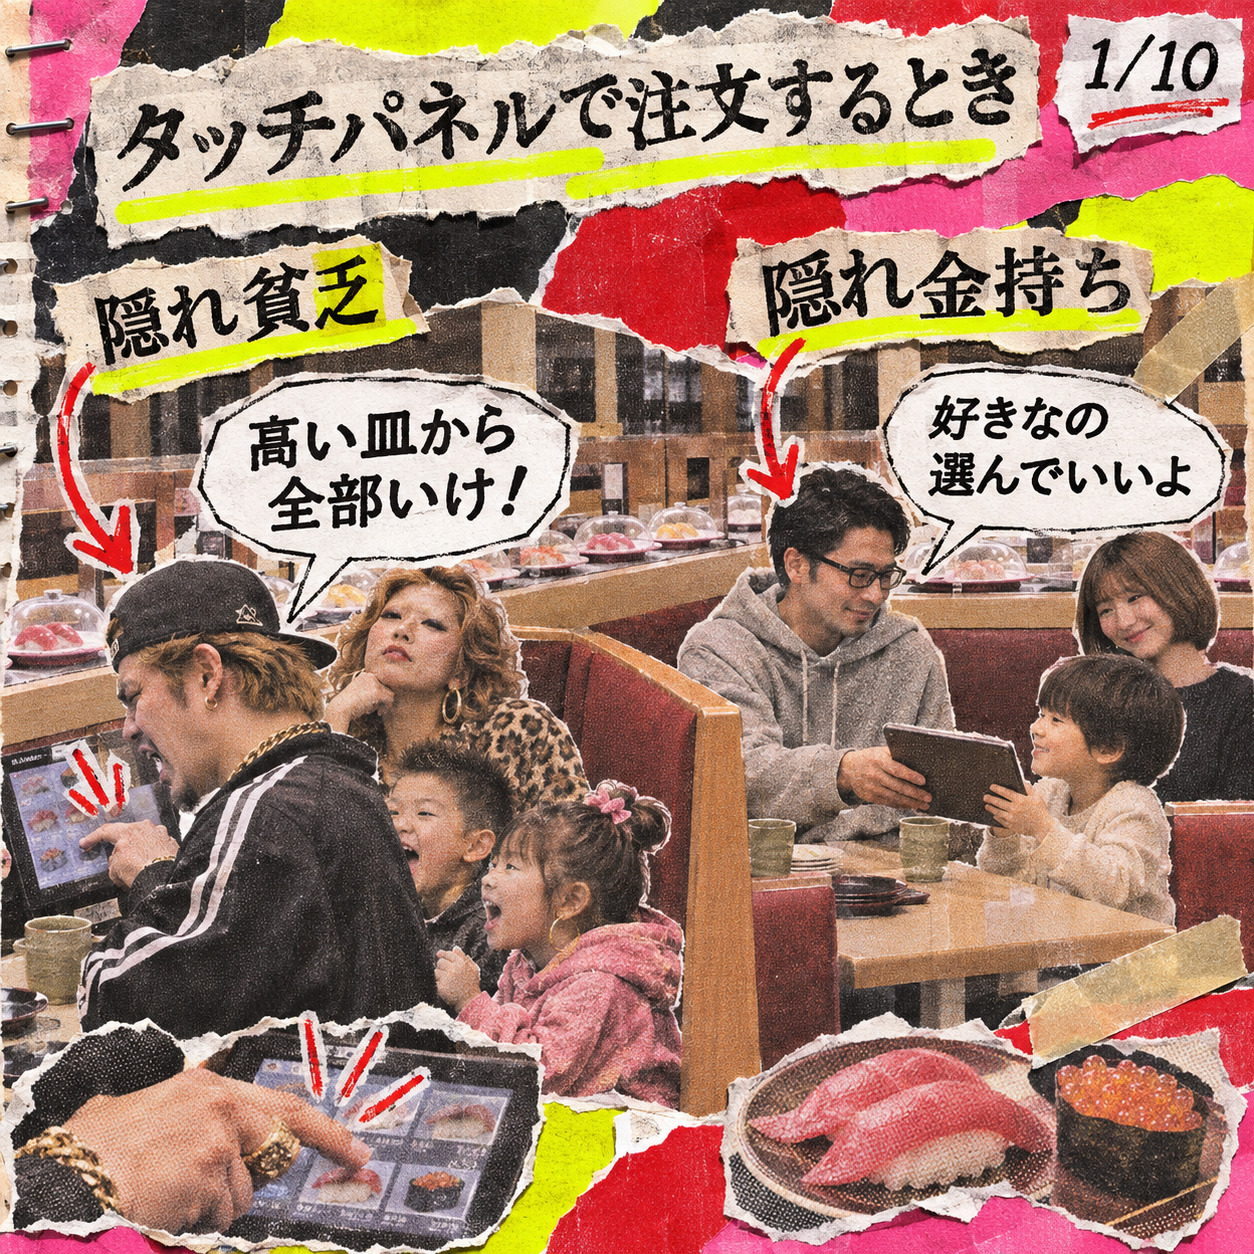 タッチパネルで注文するとき
1/10
隠れ貧乏
隠れ金持ち
高い皿から
全部いけ!
好きなの
選んでいいよ